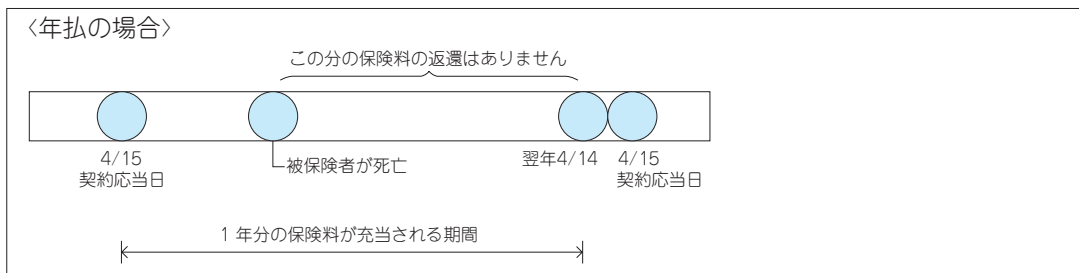 〈年払の場合〉
この分の保険料の返還はありません
4/15
契約応当日
被保険者が死亡
翌年4/14
4/15
契約応当日
1年分の保険料が充当される期間